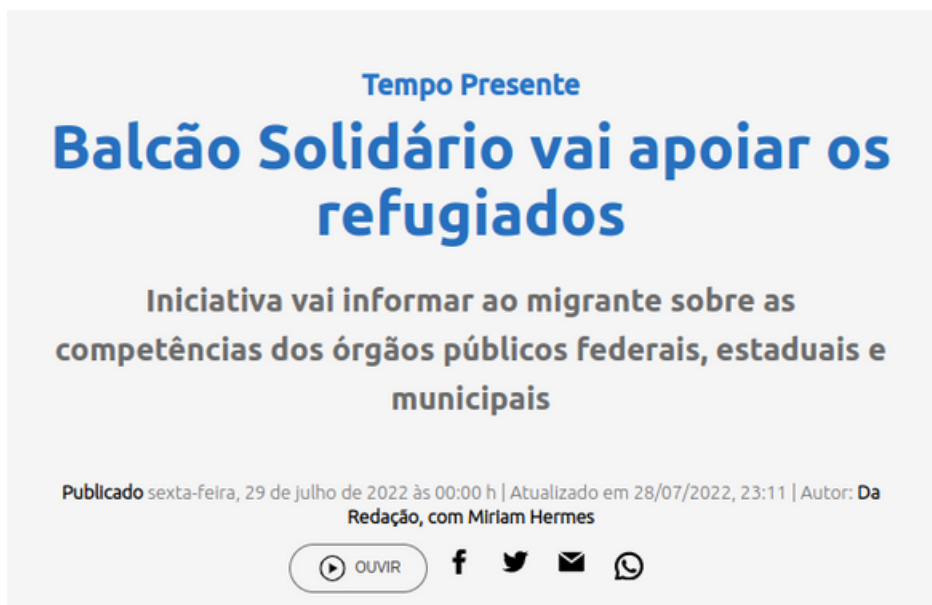 Tempo Presente
Balcão Solidário vai apoiar os
refugiados
Iniciativa vai informar ao migrante sobre as
competências dos órgãos públicos federais, estaduais e
municipais
Publicado sexta-feira, 29 de julho de 2022 às 00:00 h | Atualizado em 28/07/2022, 23:11 | Autor: Da
Redação, com Miriam Hermes
OUVIR